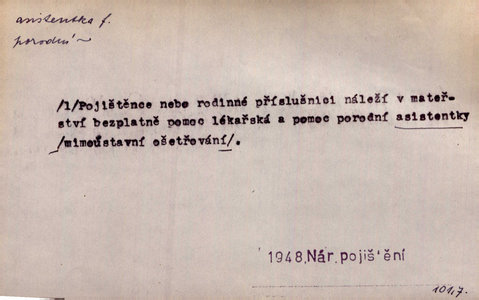 asistentka f.
porodní ~
/1/Pojištěnce nebo rodinné příslušnici náleží v mateř-
ství bezplatně pomoc lékařská a pomoc porodní asistentky
/mimoústavní ošetřování/.
1948,Nár.pojiš'ění
101,7.